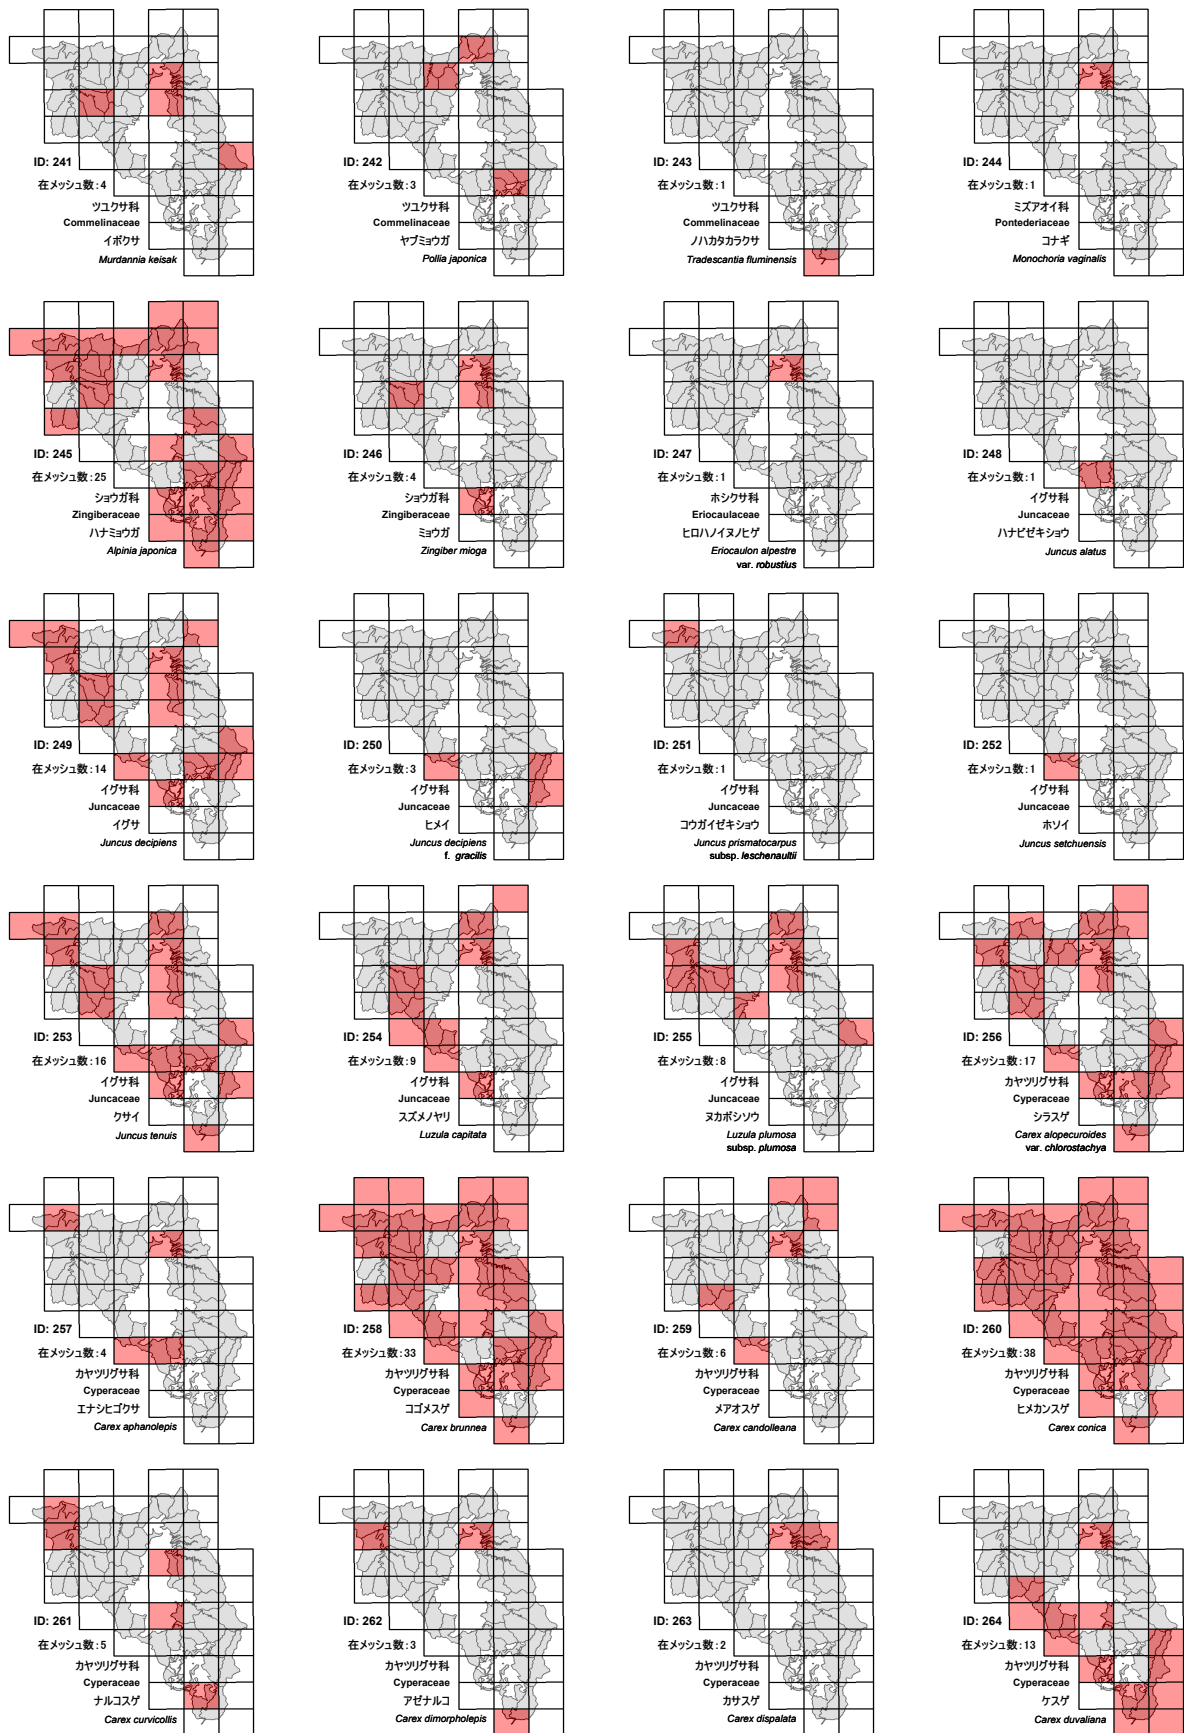 ID: 241
在メッシュ数:4
ツユクサ科
Commelinaceae
イボクサ
Murdannia keisak
ID: 242
在メッシュ数:3
ツユクサ科
Commelinaceae
ヤブミョウガ
Pollia japonica
ID: 243
在メッシュ数:1
ツユクサ科
Commelinaceae
ノハカタカラクサ
Tradescantia fluminensis
ID: 244
在メッシュ数:1
ミズアオイ科
Pontederiaceae
コナギ
Monochoria vaginalis
ID: 245
在メッシュ数:25
ショウガ科
Zingiberaceae
ハナミョウガ
Alpinia japonica
ID: 246
在メッシュ数:4
ショウガ科
Zingiberaceae
ミョウガ
Zingiber mioga
ID: 247
在メッシュ数:1
ホシクサ科
Eriocaulaceae
ヒロハノイヌノヒゲ
Eriocaulon alpestre
var. robustius
ID: 248
在メッシュ数:1
イグサ科
Juncaceae
ハナビゼキショウ
Juncus alatus
ID: 249
在メッシュ数:14
イグサ科
Juncaceae
イグサ
Juncus decipiens
ID: 250
在メッシュ数:3
イグサ科
Juncaceae
ヒメイ
Juncus decipiens
f. gracilis
ID: 251
在メッシュ数:1
イグサ科
Juncaceae
コウガイゼキショウ
Juncus prismatocarpus
subsp. leschenaultii
ID: 252
在メッシュ数:1
イグサ科
Juncaceae
ホソイ
Juncus setchuensis
ID: 253
在メッシュ数:16
イグサ科
Juncaceae
クサイ
Juncus tenuis
ID: 254
在メッシュ数:9
イグサ科
Juncaceae
スズメノヤリ
Luzula capitata
ID: 255
在メッシュ数:8
イグサ科
Juncaceae
ヌカボシソウ
Luzula plumosa
subsp. plumosa
ID: 256
在メッシュ数:17
カヤツリグサ科
Cyperaceae
シラスゲ
Carex alopecuroides
var. chlorostachya
ID: 257
在メッシュ数:4
カヤツリグサ科
Cyperaceae
エナシヒゴクサ
Carex aphanolepis
ID: 258
在メッシュ数:33
カヤツリグサ科
Cyperaceae
コゴメスゲ
Carex brunnea
ID: 259
在メッシュ数:6
カヤツリグサ科
Cyperaceae
メアオスゲ
Carex candolleana
ID: 260
在メッシュ数:38
カヤツリグサ科
Cyperaceae
ヒメカンスゲ
Carex conica
ID: 261
在メッシュ数:5
カヤツリグサ科
Cyperaceae
ナルコスゲ
Carex curvicollis
ID: 262
在メッシュ数:3
カヤツリグサ科
Cyperaceae
アゼナルコ
Carex dimorpholepis
ID: 263
在メッシュ数:2
カヤツリグサ科
Cyperaceae
カサスゲ
Carex dispalata
ID: 264
在メッシュ数:13
カヤツリグサ科
Cyperaceae
ケスゲ
Carex duvaliana